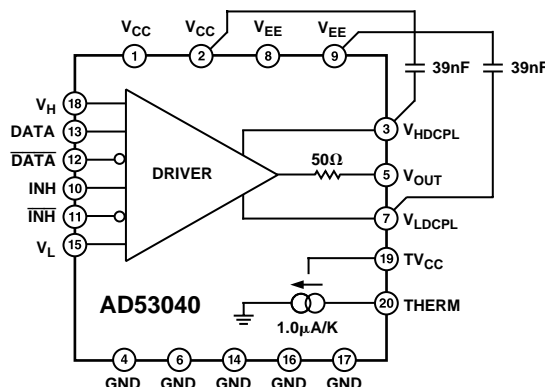 VCC VCC VEE VEE
1 2 8 9
39nF 39nF
VH 18
DATA 13
DATA 12
INH 10
INH 11
VL 15
DRIVER
50Ω
3 VHDCPL
5 VOUT
7 VLDCPL
19 TVCC
20 THERM
1.0μA/K
AD53040
4 6 14 16 17
GND GND GND GND GND